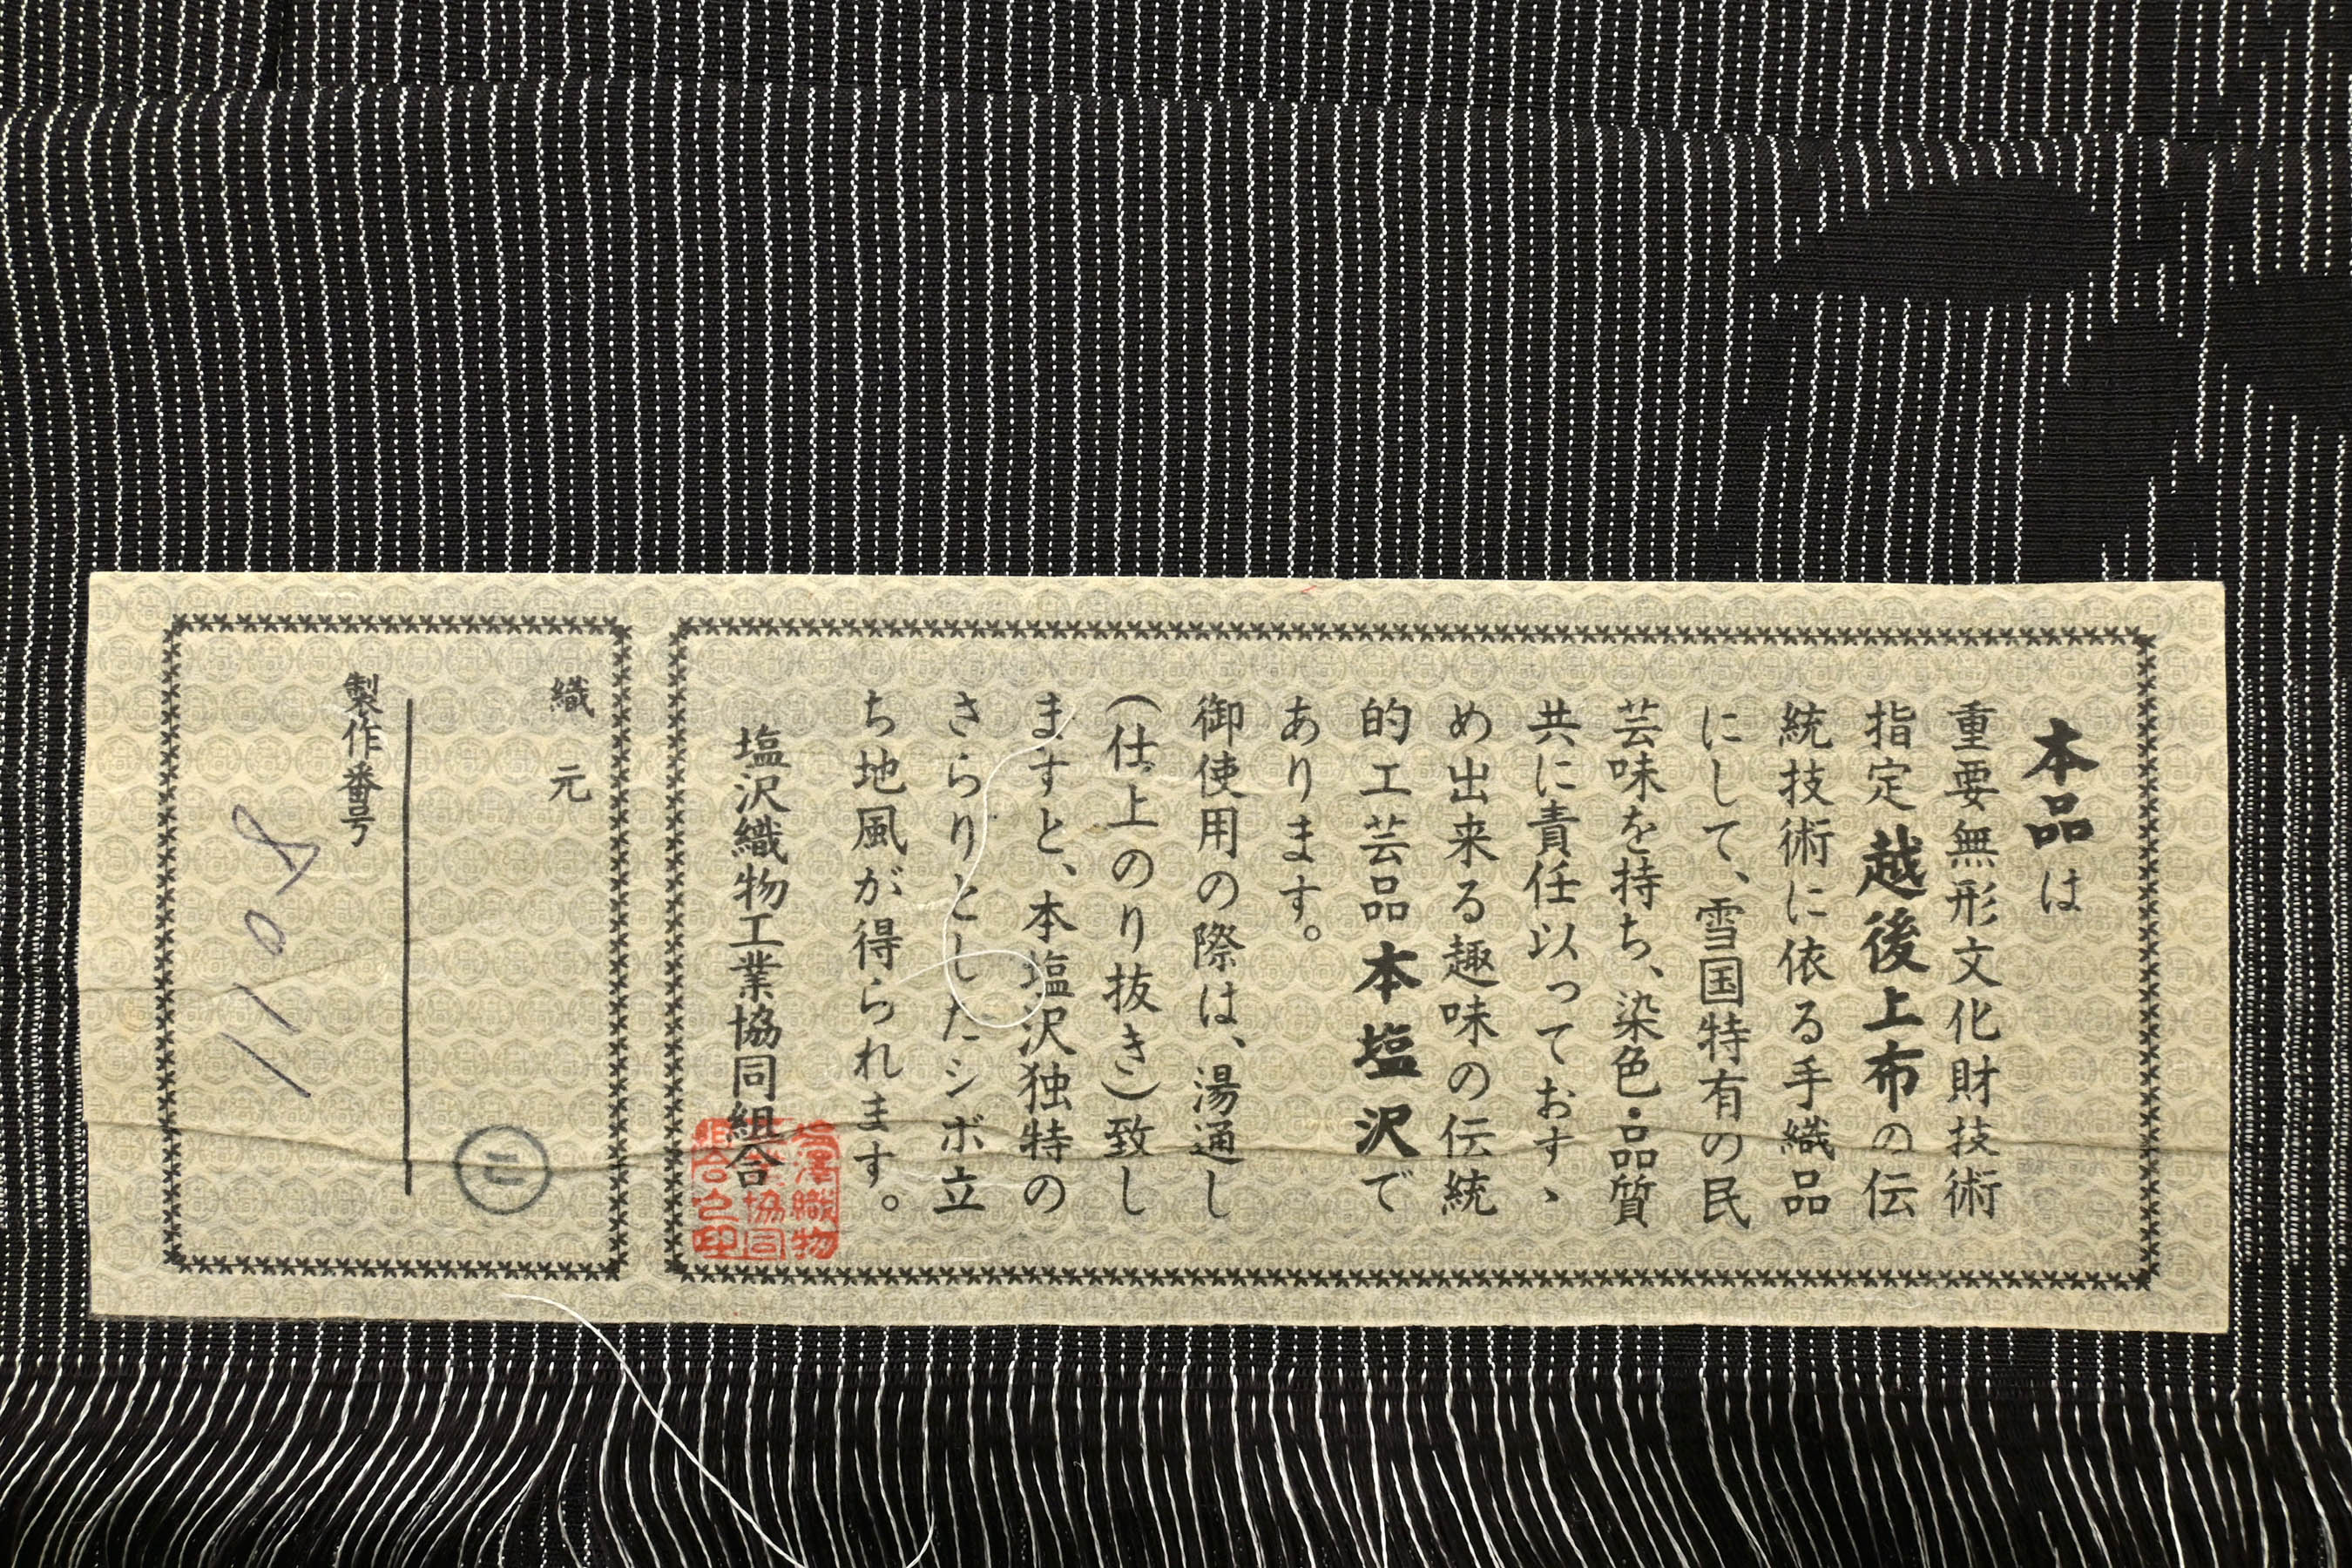 本品は
重要無形文化財技術
指定越後上布の伝
統技術に依る手織品
にして、雪国特有の民
芸味を持ち、染色・品質
共に責任以っておすゝ
め出来る趣味の伝統
的工芸品本塩沢で
あります。
御使用の際は、湯通し
(仕上のり抜き)致し
ますと、本塩沢独特の
さらりとしたシボ立
ち地風が得られます。
塩沢織物工業協同組合
織元
製作番号
1108